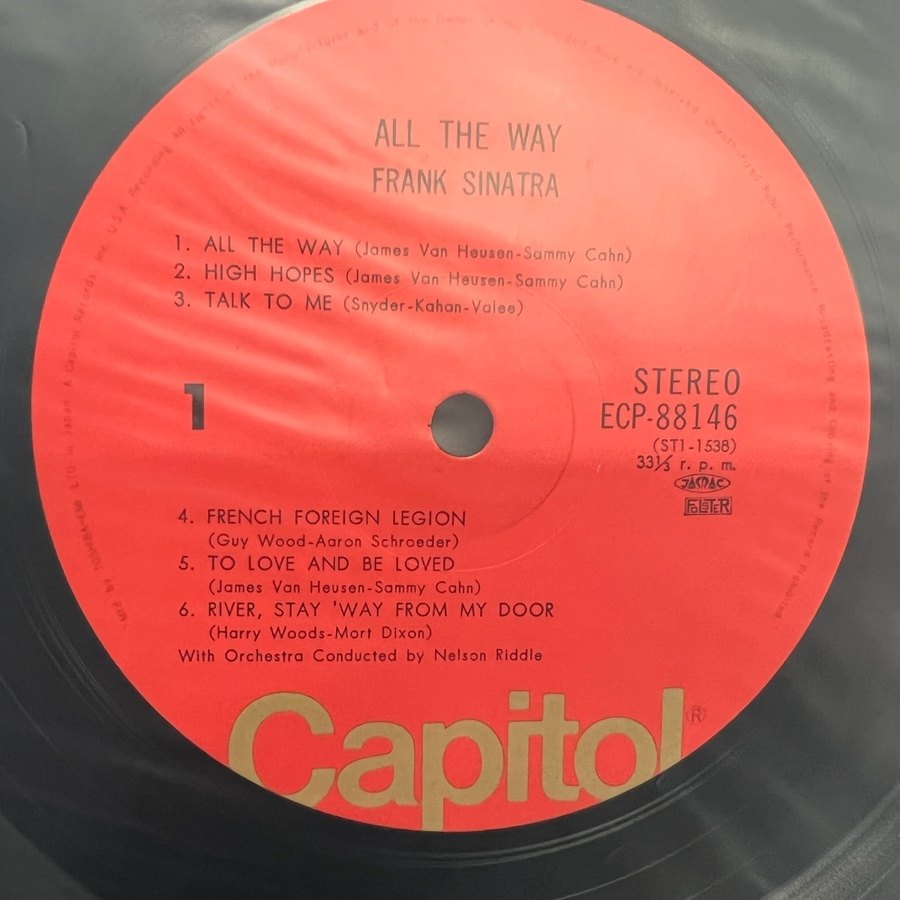 ALL THE WAY
FRANK SINATRA
1. ALL THE WAY (James Van Heusen-Sammy Cahn)
2. HIGH HOPES (James Van Heusen-Sammy Cahn)
3. TALK TO ME (Snyder-Kahan-Valee)
1
STEREO
ECP-88146
(ST1-1538)
33⅓ r. p. m.
JASRAC
FOLSTER
4. FRENCH FOREIGN LEGION
(Guy Wood-Aaron Schroeder)
5. TO LOVE AND BE LOVED
(James Van Heusen-Sammy Cahn)
6. RIVER, STAY 'WAY FROM MY DOOR
(Harry Woods-Mort Dixon)
With Orchestra Conducted by Nelson Riddle
Capitol®